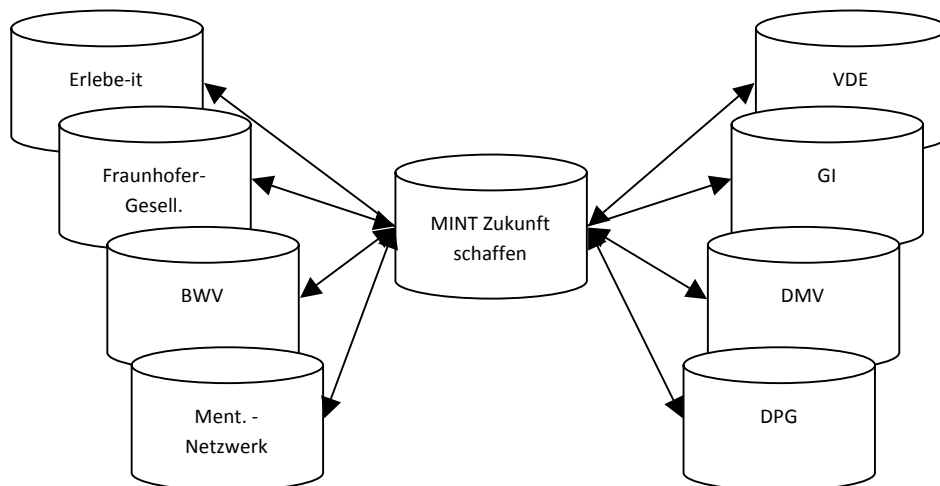 Erlebe-it
Fraunhofer-
Gesell.
BWV
Ment. -
Netzwerk
MINT Zukunft
schaffen
VDE
GI
DMV
DPG